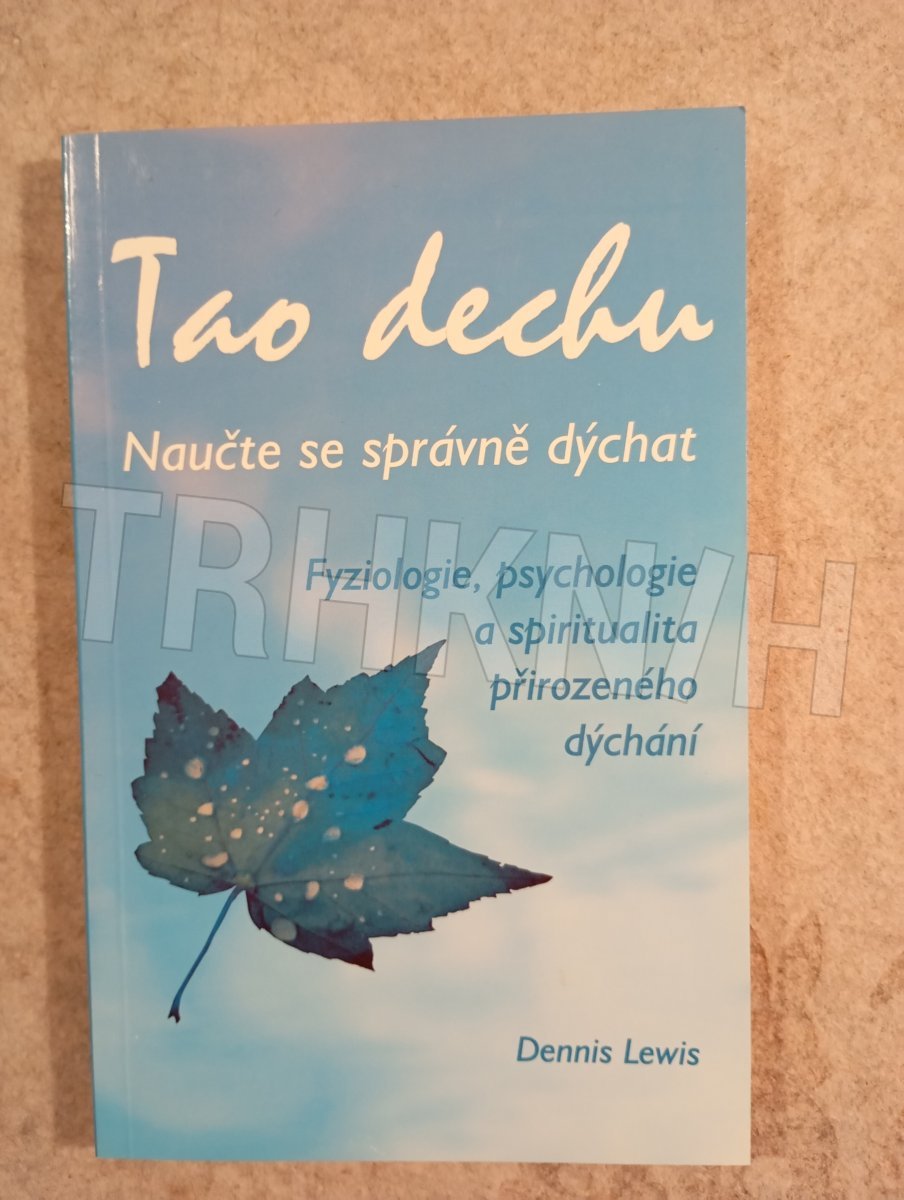 Tao dechu
Naučte se správně dýchat
TRHKNIH
Fyziologie, psychologie
a spiritualita
přirozeného
dýchání
Dennis Lewis